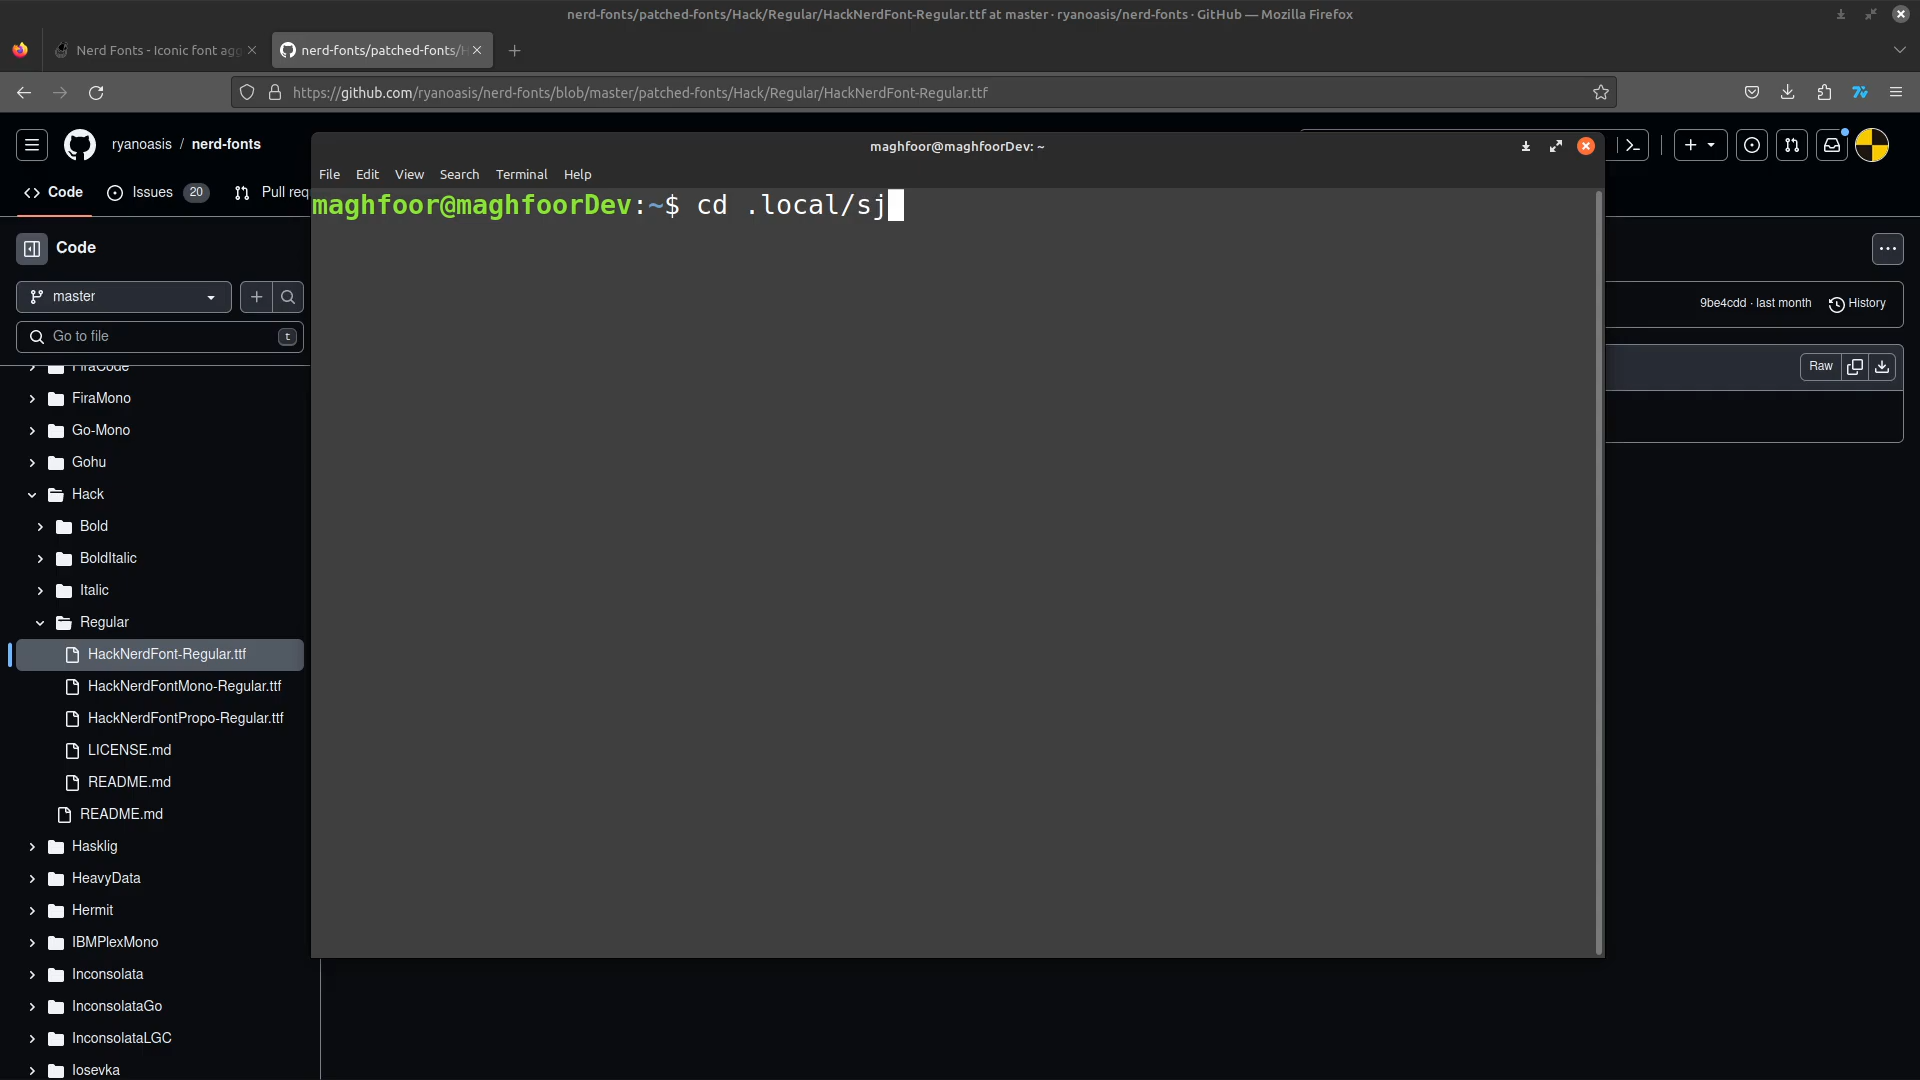 nerd-fonts/patched-fonts/Hack/Regular/HackNerdFont-Regular.ttf at master · ryanoasis/nerd-fonts · GitHub — Mozilla Firefox
Nerd Fonts - Iconic font agg
nerd-fonts/patched-fonts/H
https://github.com/ryanoasis/nerd-fonts/blob/master/patched-fonts/Hack/Regular/HackNerdFont-Regular.ttf
ryanoasis / nerd-fonts
Code
Issues 20
Pull req
maghfoor@maghfoorDev: ~
File Edit View Search Terminal Help
maghfoor@maghfoorDev:~$ cd .local/sj
Code
master
Go to file t
9be4cdd · last month
History
Raw
FiraCode
FiraMono
Go-Mono
Gohu
Hack
Bold
BoldItalic
Italic
Regular
HackNerdFont-Regular.ttf
HackNerdFontMono-Regular.ttf
HackNerdFontPropo-Regular.ttf
LICENSE.md
README.md
README.md
Hasklig
HeavyData
Hermit
IBMPlexMono
Inconsolata
InconsolataGo
InconsolataLGC
Iosevka